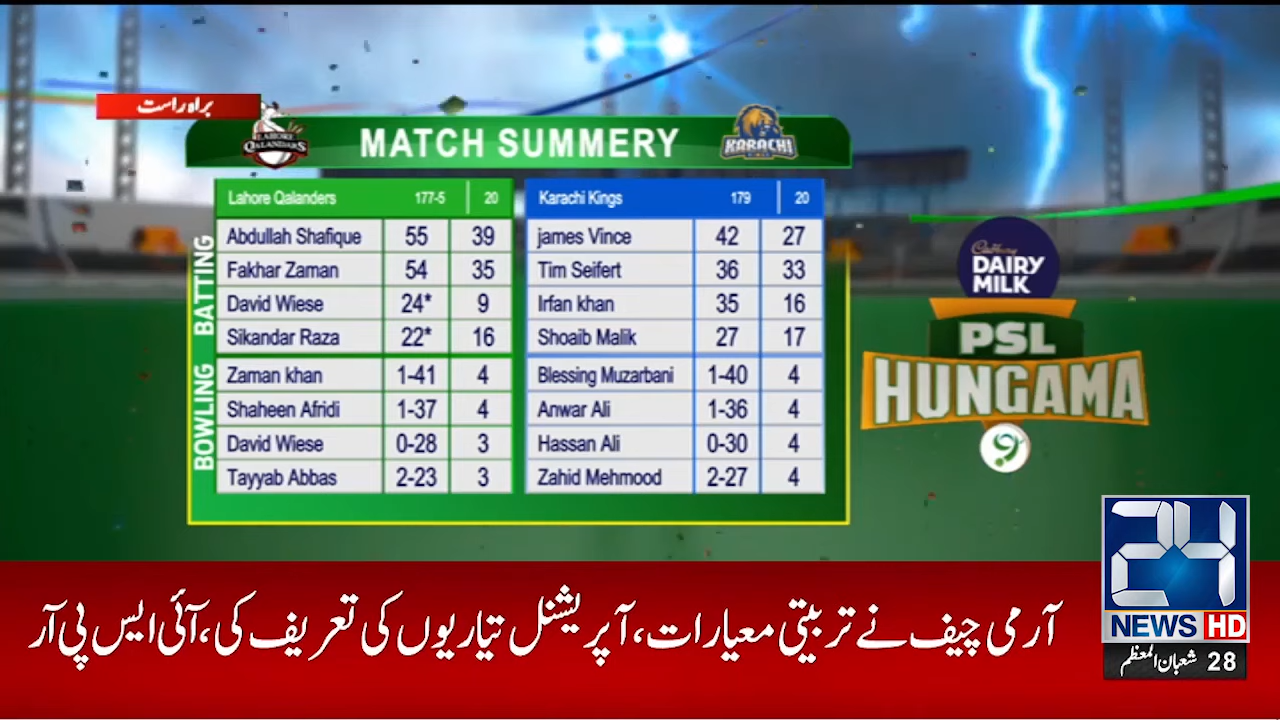 براہ راست
LAHORE
QALANDARS
MATCH SUMMERY
KARACHI
KINGS
Lahore Qalanders 177-5 20
Abdullah Shafique 55 39
Fakhar Zaman 54 35
David Wiese 24* 9
Sikandar Raza 22* 16
Zaman khan 1-41 4
Shaheen Afridi 1-37 4
David Wiese 0-28 3
Tayyab Abbas 2-23 3
BATTING
BOWLING
Karachi Kings 179 20
james Vince 42 27
Tim Seifert 36 33
Irfan khan 35 16
Shoaib Malik 27 17
Blessing Muzarbani 1-40 4
Anwar Ali 1-36 4
Hassan Ali 0-30 4
Zahid Mehmood 2-27 4
Cadbury
DAIRY
MILK
PSL
HUNGAMA
9
24
NEWS HD
28 شعبان المعظم
آرمی چیف نے تربیتی معیارات، آپریشنل تیاریوں کی تعریف کی، آئی ایس پی آر